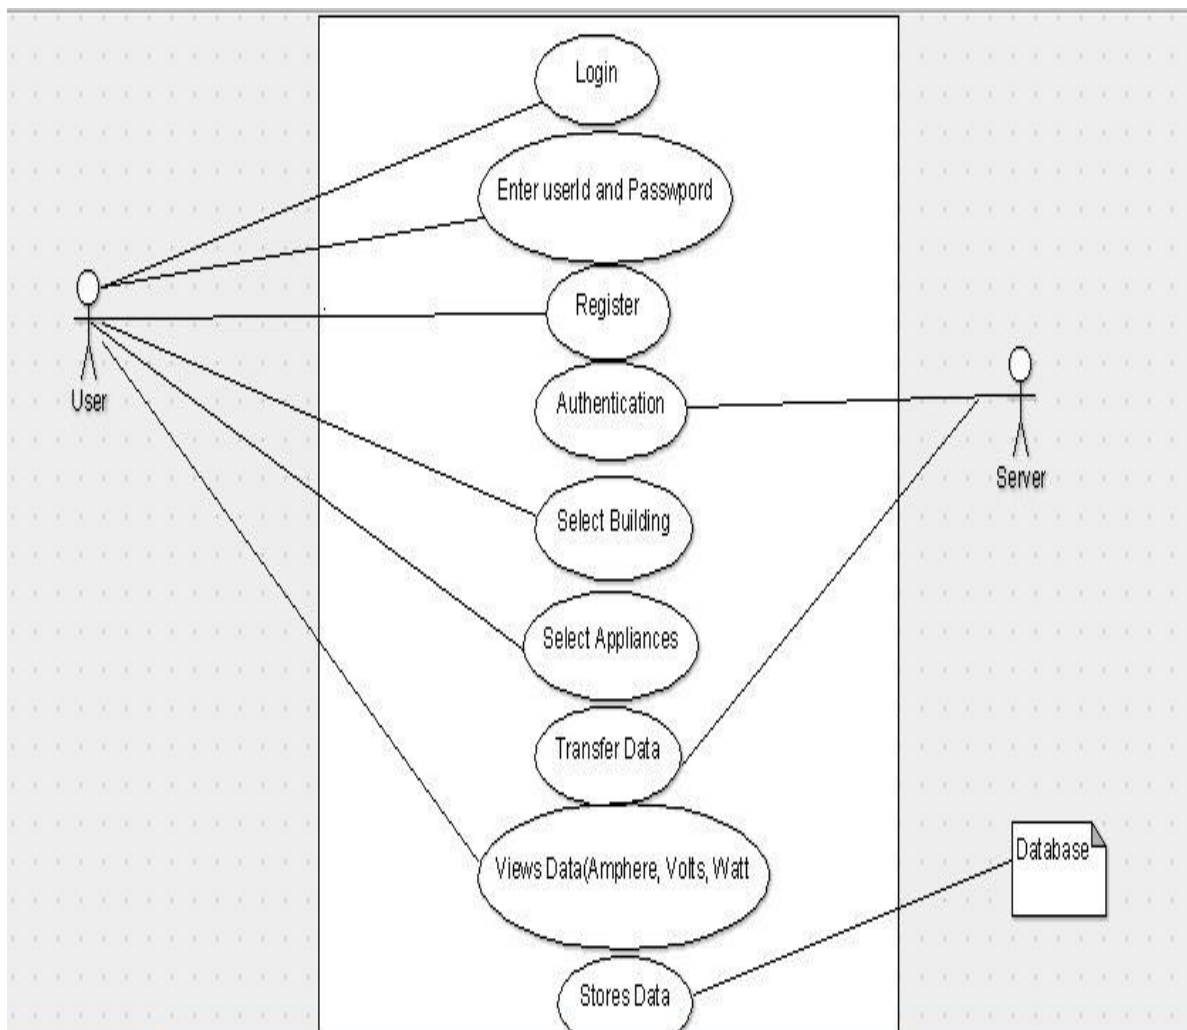 Login
Enter userId and Passwpord
Register
User
Authentication
Server
Select Building
Select Appliances
Transfer Data
Database
Views Data(Amphere, Volts, Watt
Stores Data